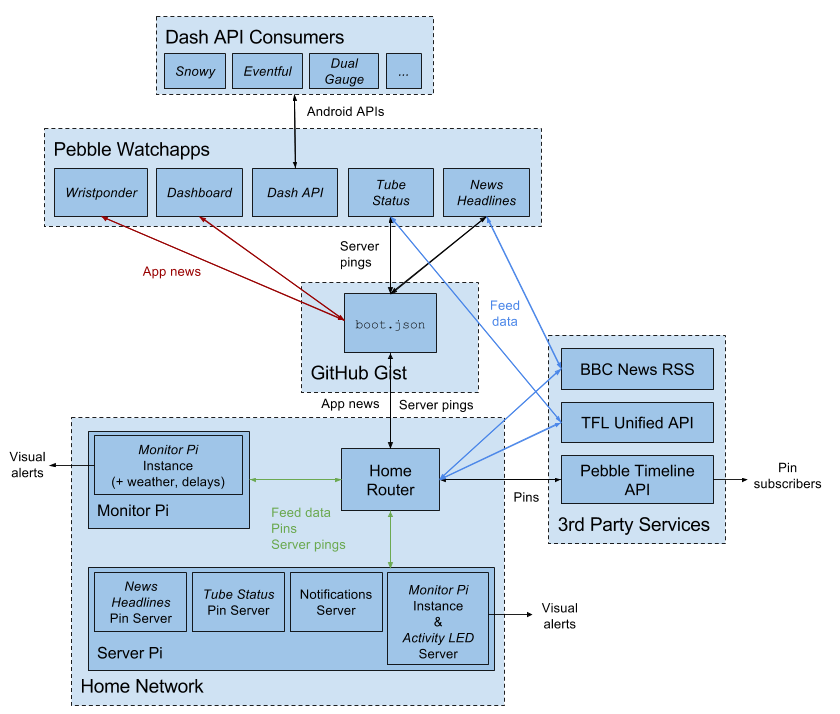 Dash API Consumers
Snowy
Eventful
Dual
Gauge
...
Android APIs
Pebble Watchapps
Wristponder
Dashboard
Dash API
Tube
Status
News
Headlines
App news
Server
pings
Feed
data
boot.json
GitHub Gist
App news
Server pings
BBC News RSS
TFL Unified API
Pebble Timeline
API
3rd Party Services
Pins
Pin
subscribers
Visual
alerts
Monitor Pi
Instance
(+ weather, delays)
Monitor Pi
Home
Router
Feed data
Pins
Server pings
News
Headlines
Pin Server
Tube Status
Pin Server
Notifications
Server
Monitor Pi
Instance
&
Activity LED
Server
Server Pi
Visual
alerts
Home Network